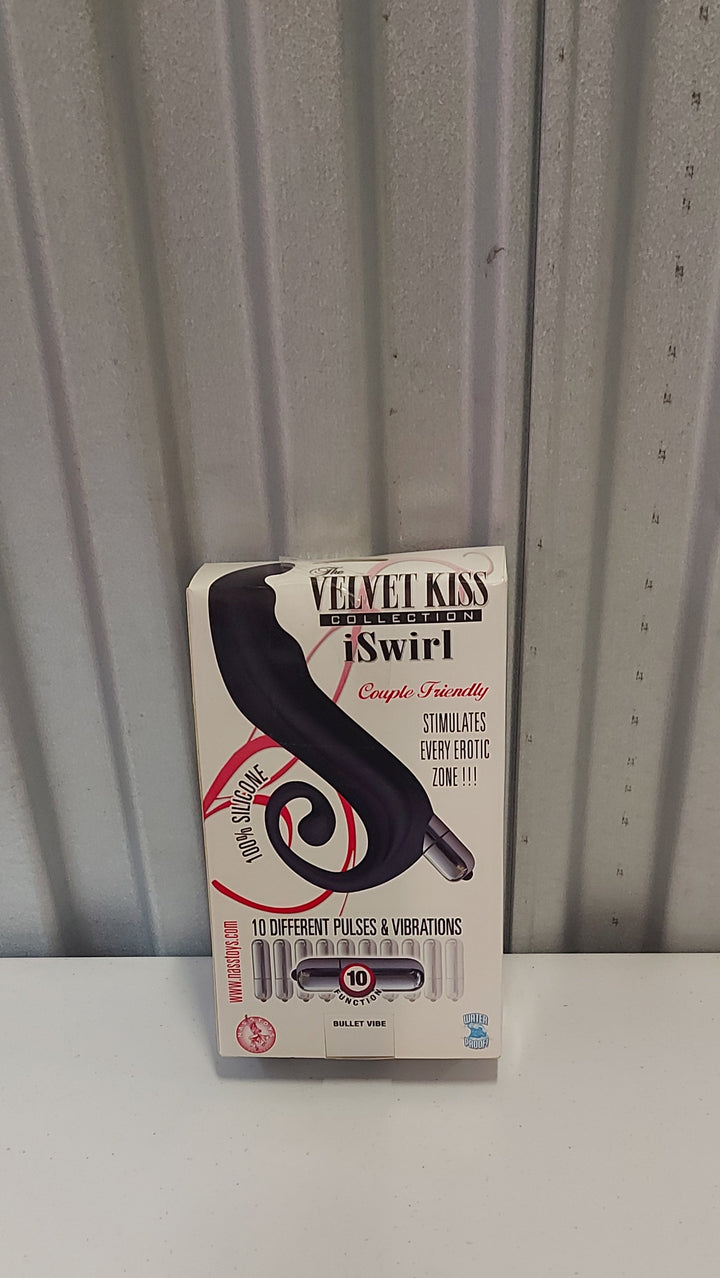 The
VELVET KISS
COLLECTION
iSwirl
Couple Friendly
STIMULATES
EVERY EROTIC
ZONE !!!
100% SILICONE
10 DIFFERENT PULSES & VIBRATIONS
www.nasstoys.com
10
FUNCTION
BULLET VIBE
WATER
PROOF